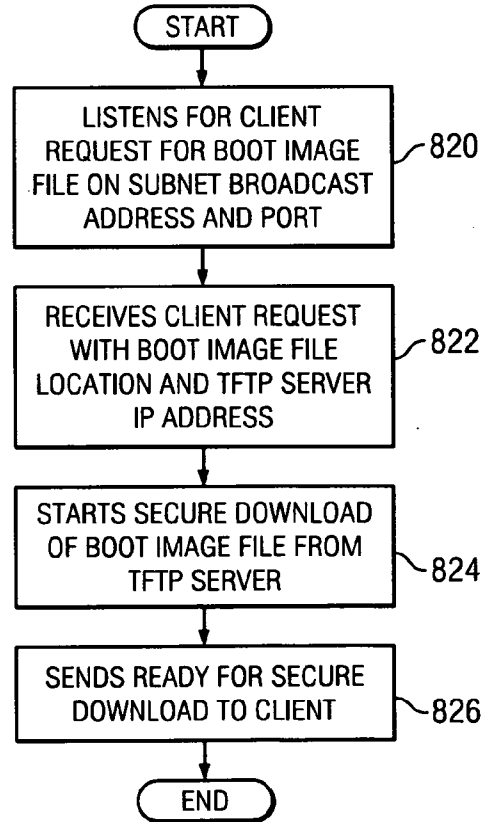 START
LISTENS FOR CLIENT
REQUEST FOR BOOT IMAGE
FILE ON SUBNET BROADCAST
ADDRESS AND PORT
820
RECEIVES CLIENT REQUEST
WITH BOOT IMAGE FILE
LOCATION AND TFTP SERVER
IP ADDRESS
822
STARTS SECURE DOWNLOAD
OF BOOT IMAGE FILE FROM
TFTP SERVER
824
SENDS READY FOR SECURE
DOWNLOAD TO CLIENT
826
END